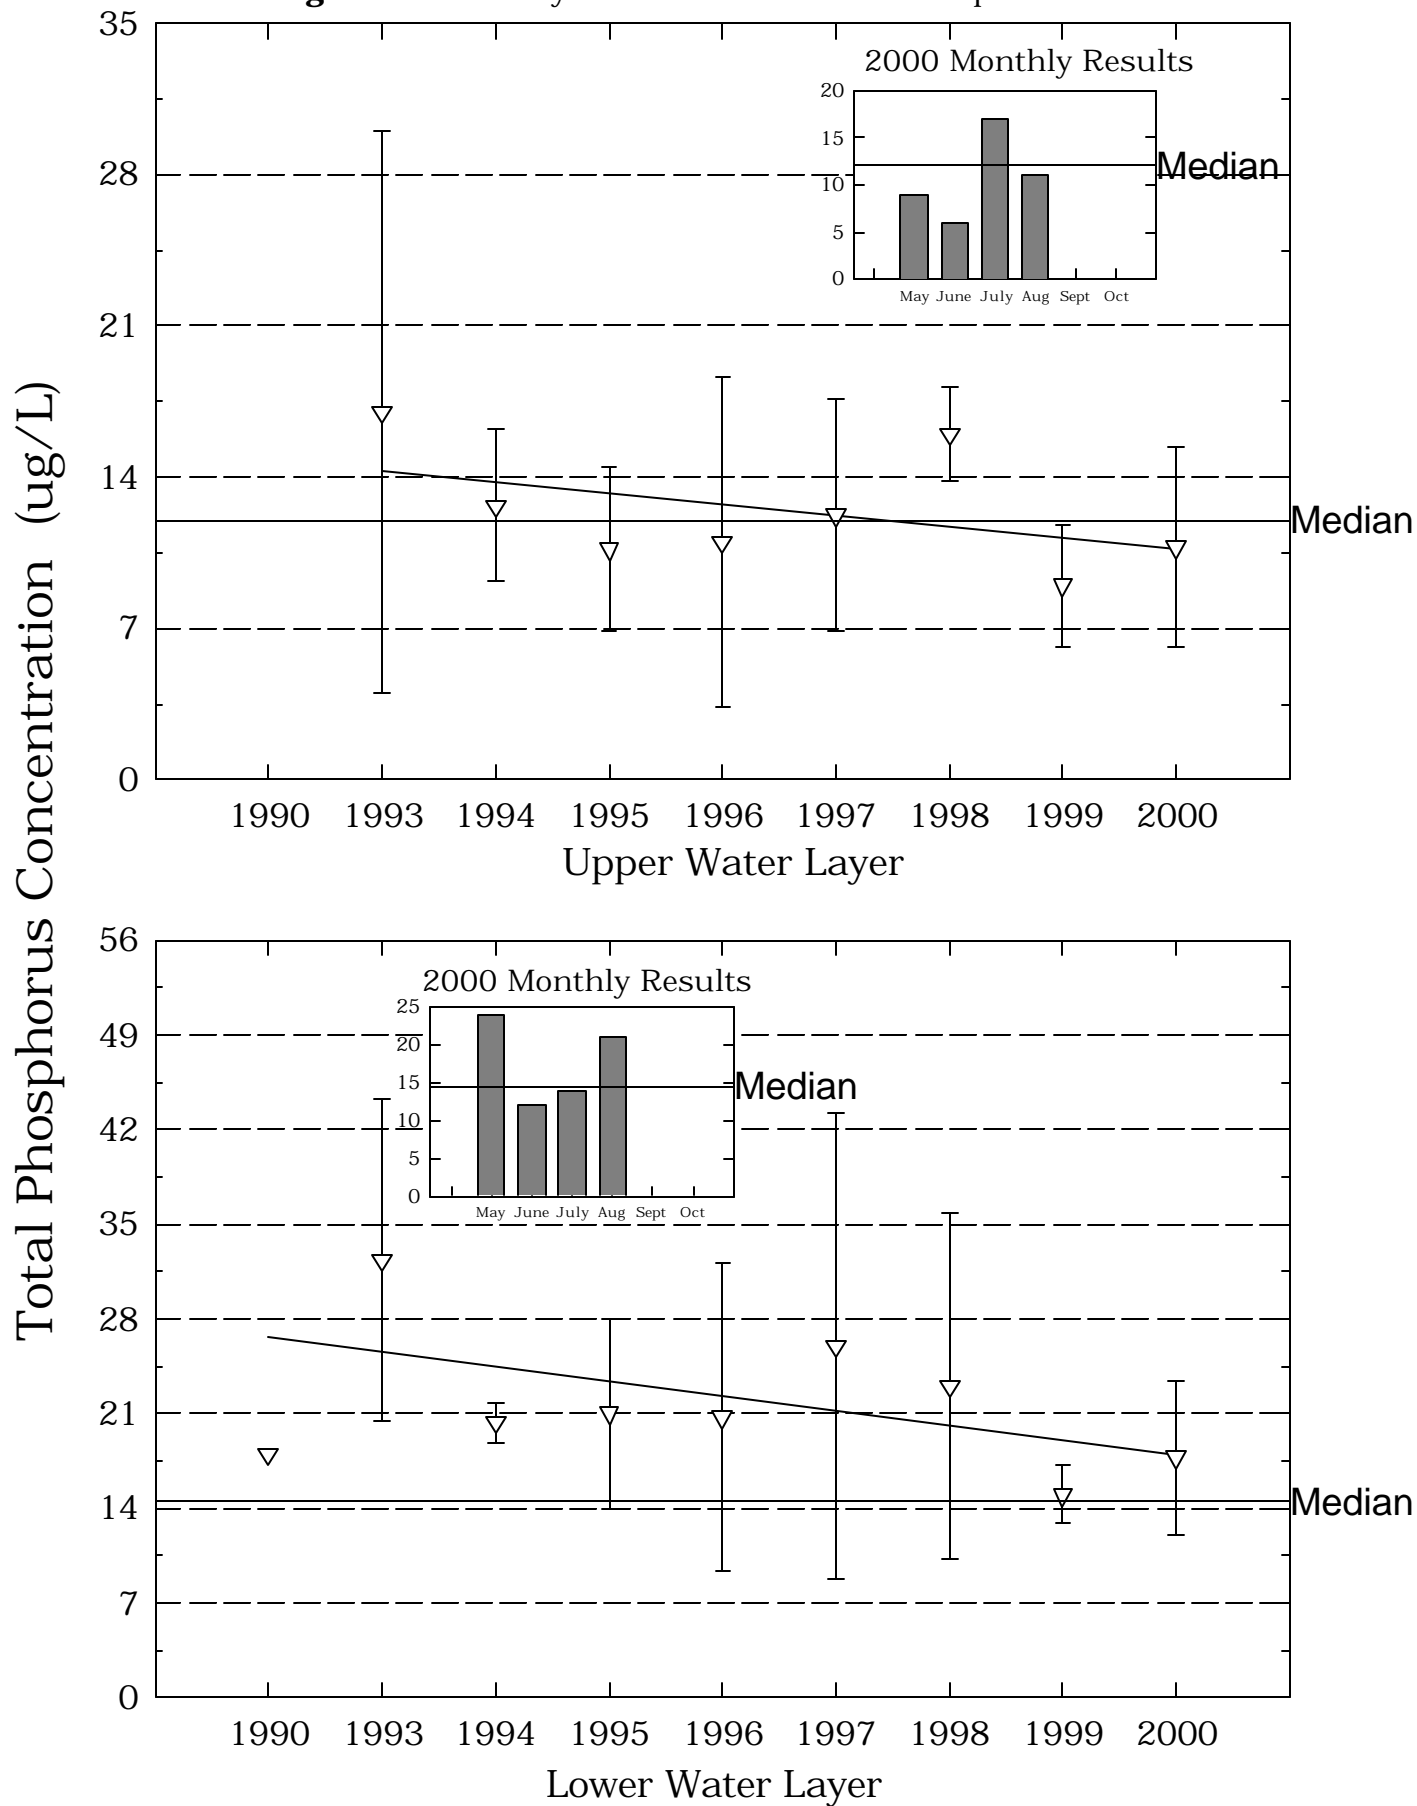 Total Phosphorus Concentration (ug/L)
35
28
21
14
7
0
2000 Monthly Results
20
15
10
5
0
Median
May June July Aug Sept Oct
Median
1990 1993 1994 1995 1996 1997 1998 1999 2000
Upper Water Layer
56
49
42
35
28
21
14
7
0
2000 Monthly Results
25
20
15
10
5
0
Median
May June July Aug Sept Oct
Median
1990 1993 1994 1995 1996 1997 1998 1999 2000
Lower Water Layer